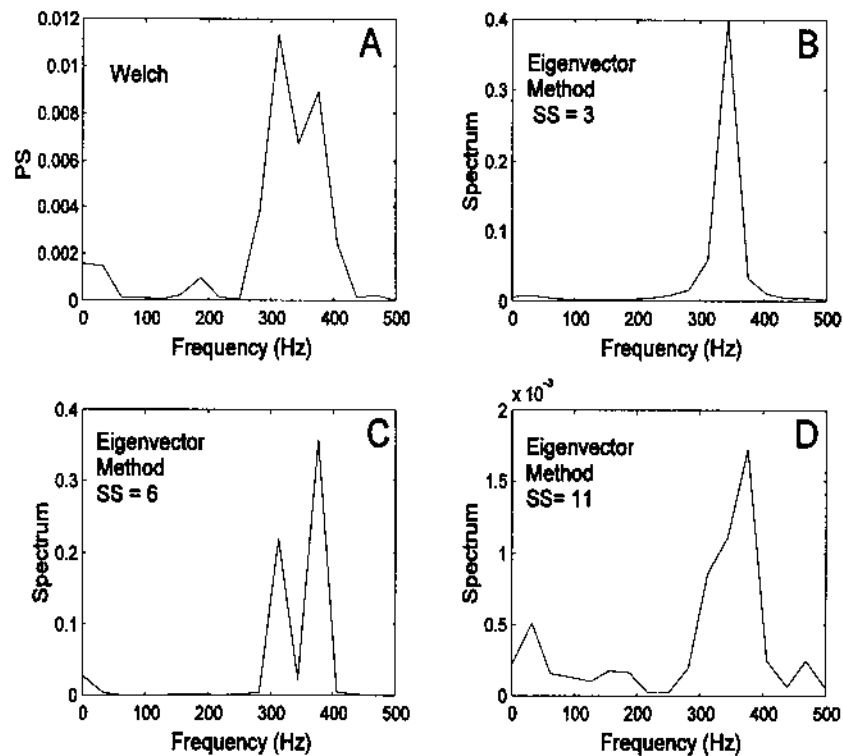 A
Welch
0.012
0.01
0.008
0.006
0.004
0.002
0
PS
0 100 200 300 400 500
Frequency (Hz)
B
Eigenvector
Method
SS = 3
0.4
0.3
0.2
0.1
0
Spectrum
0 100 200 300 400 500
Frequency (Hz)
C
Eigenvector
Method
SS = 6
0.4
0.3
0.2
0.1
0
Spectrum
0 100 200 300 400 500
Frequency (Hz)
D
x 10⁻³
Eigenvector
Method
SS= 11
2
1.5
1
0.5
0
Spectrum
0 100 200 300 400 500
Frequency (Hz)